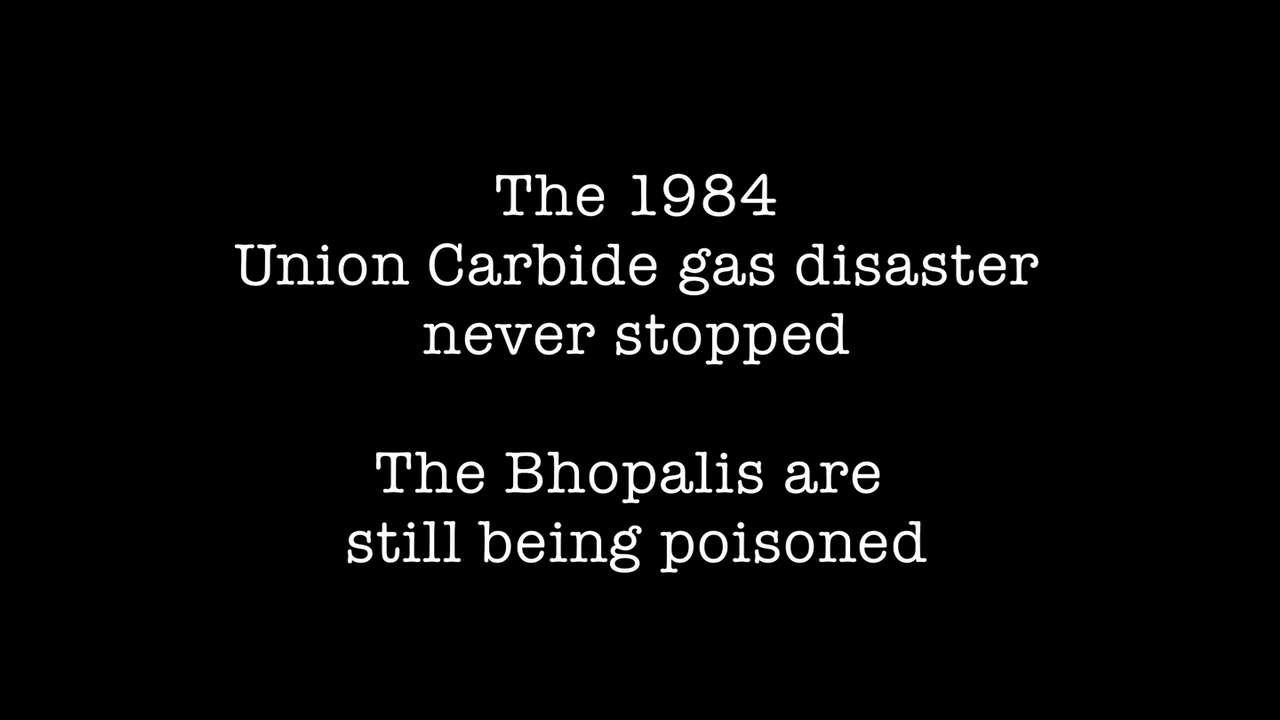 The 1984
Union Carbide gas disaster
never stopped
The Bhopalis are
still being poisoned